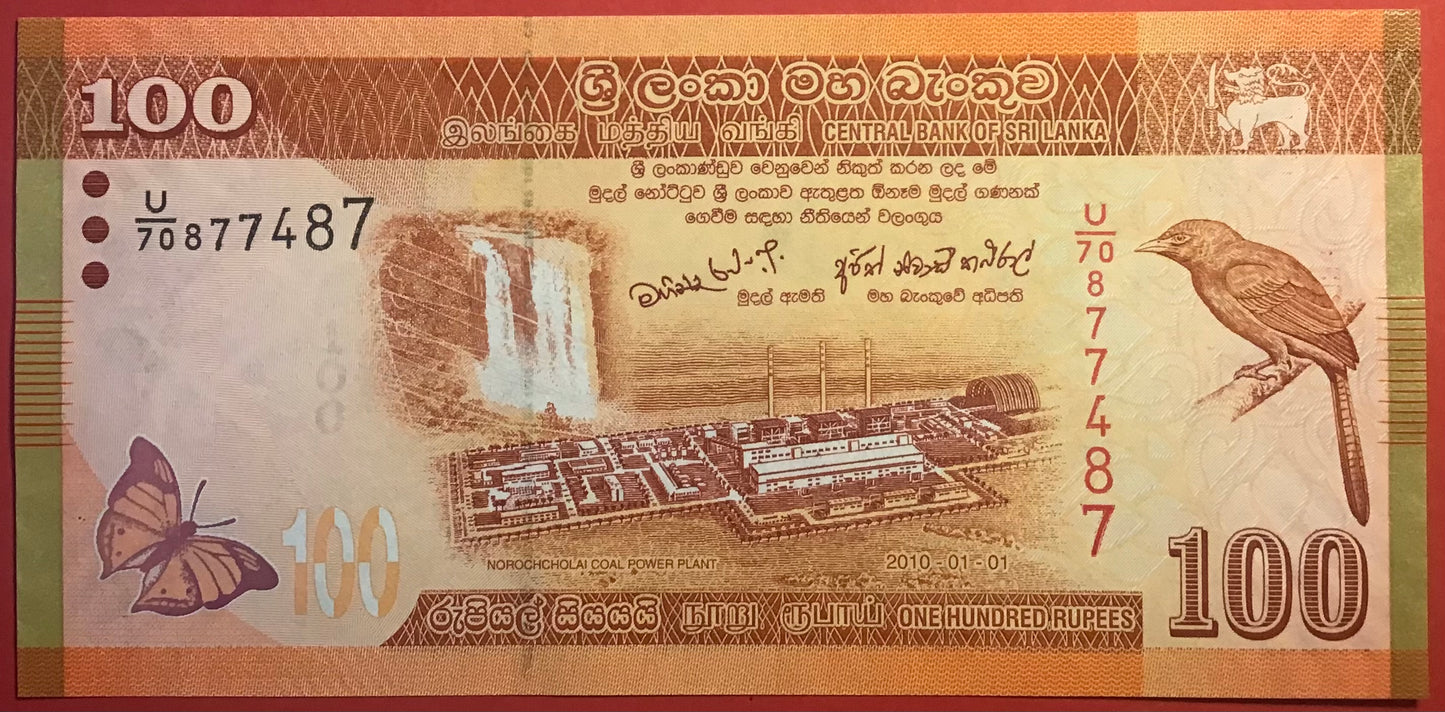 100
ශ්‍රී ලංකා මහ බැංකුව
இலங்கை மத்திய வங்கி CENTRAL BANK OF SRI LANKA
ශ්‍රී ලංකාණ්ඩුව වෙනුවෙන් නිකුත් කරන ලද මේ
මුදල් නෝට්ටුව ශ්‍රී ලංකාව ඇතුළත ඕනෑම මුදල් ගණනක්
ගෙවීම සඳහා නීතියෙන් වලංගුය
U/70 877487
U/70 877487
මුදල් ඇමති
මහ බැංකුවේ අධිපති
NOROCHCHOLAI COAL POWER PLANT
2010 - 01 - 01
100
රුපියල් සියයයි நூறு ரூபாய் ONE HUNDRED RUPEES
100